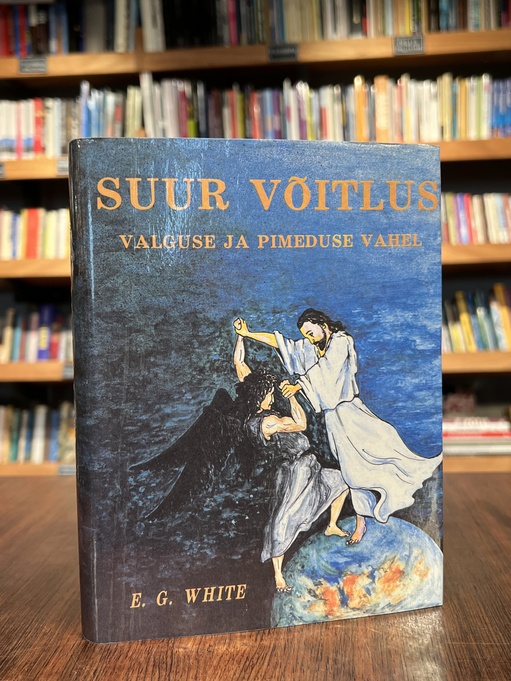 SUUR VÕITLUS
VALGUSE JA PIMEDUSE VAHEL
E. G. WHITE